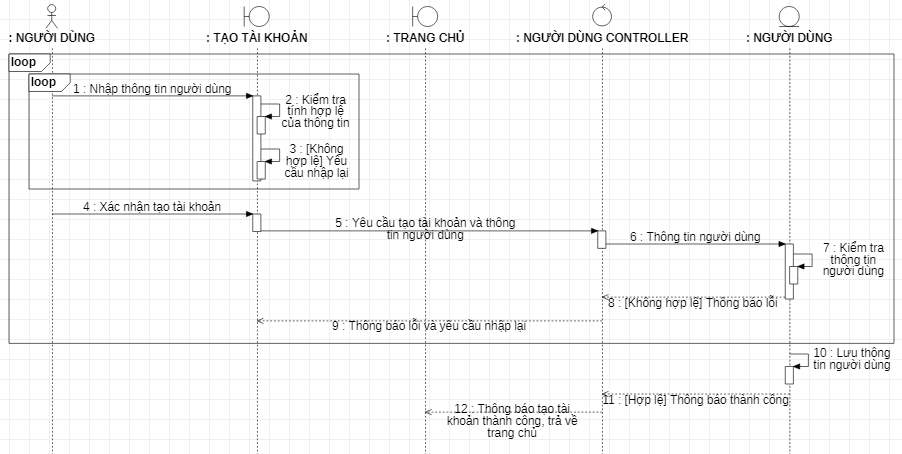 : NGƯỜI DÙNG
: TẠO TÀI KHOẢN
: TRANG CHỦ
: NGƯỜI DÙNG CONTROLLER
: NGƯỜI DÙNG
loop
loop
1 : Nhập thông tin người dùng
2 : Kiểm tra
tính hợp lệ
của thông tin
3 : [Không
hợp lệ] Yêu
cầu nhập lại
4 : Xác nhận tạo tài khoản
5 : Yêu cầu tạo tài khoản và thông
tin người dùng
6 : Thông tin người dùng
7 : Kiểm tra
thông tin
người dùng
8 : [Không hợp lệ] Thông báo lỗi
9 : Thông báo lỗi và yêu cầu nhập lại
10 : Lưu thông
tin người dùng
11 : [Hợp lệ] Thông báo thành công
12 : Thông báo tạo tài
khoản thành công, trả về
trang chủ